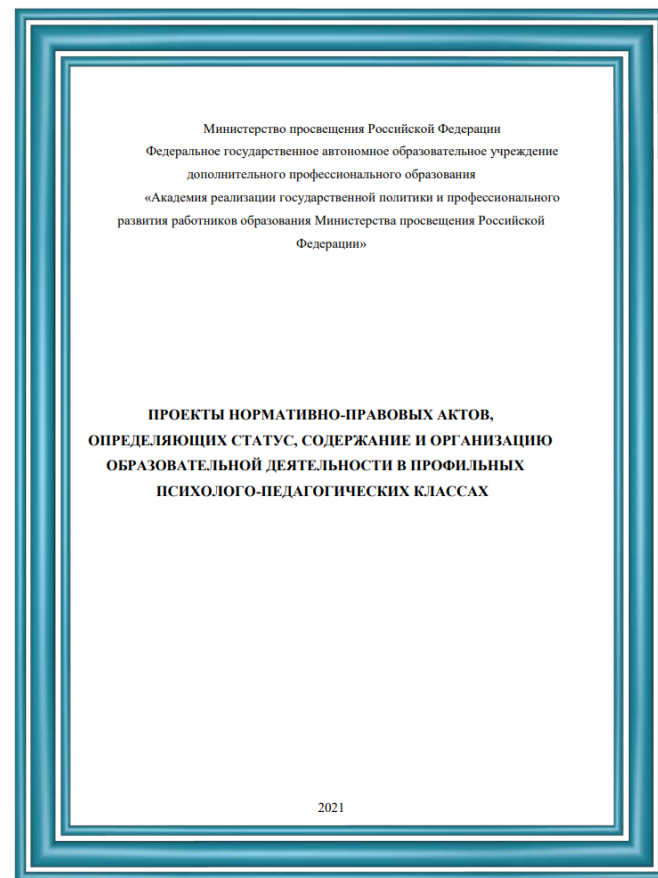 Министерство просвещения Российской Федерации
Федеральное государственное автономное образовательное учреждение
дополнительного профессионального образования
«Академия реализации государственной политики и профессионального
развития работников образования Министерства просвещения Российской
Федерации»
ПРОЕКТЫ НОРМАТИВНО-ПРАВОВЫХ АКТОВ,
ОПРЕДЕЛЯЮЩИХ СТАТУС, СОДЕРЖАНИЕ И ОРГАНИЗАЦИЮ
ОБРАЗОВАТЕЛЬНОЙ ДЕЯТЕЛЬНОСТИ В ПРОФИЛЬНЫХ
ПСИХОЛОГО-ПЕДАГОГИЧЕСКИХ КЛАССАХ
2021